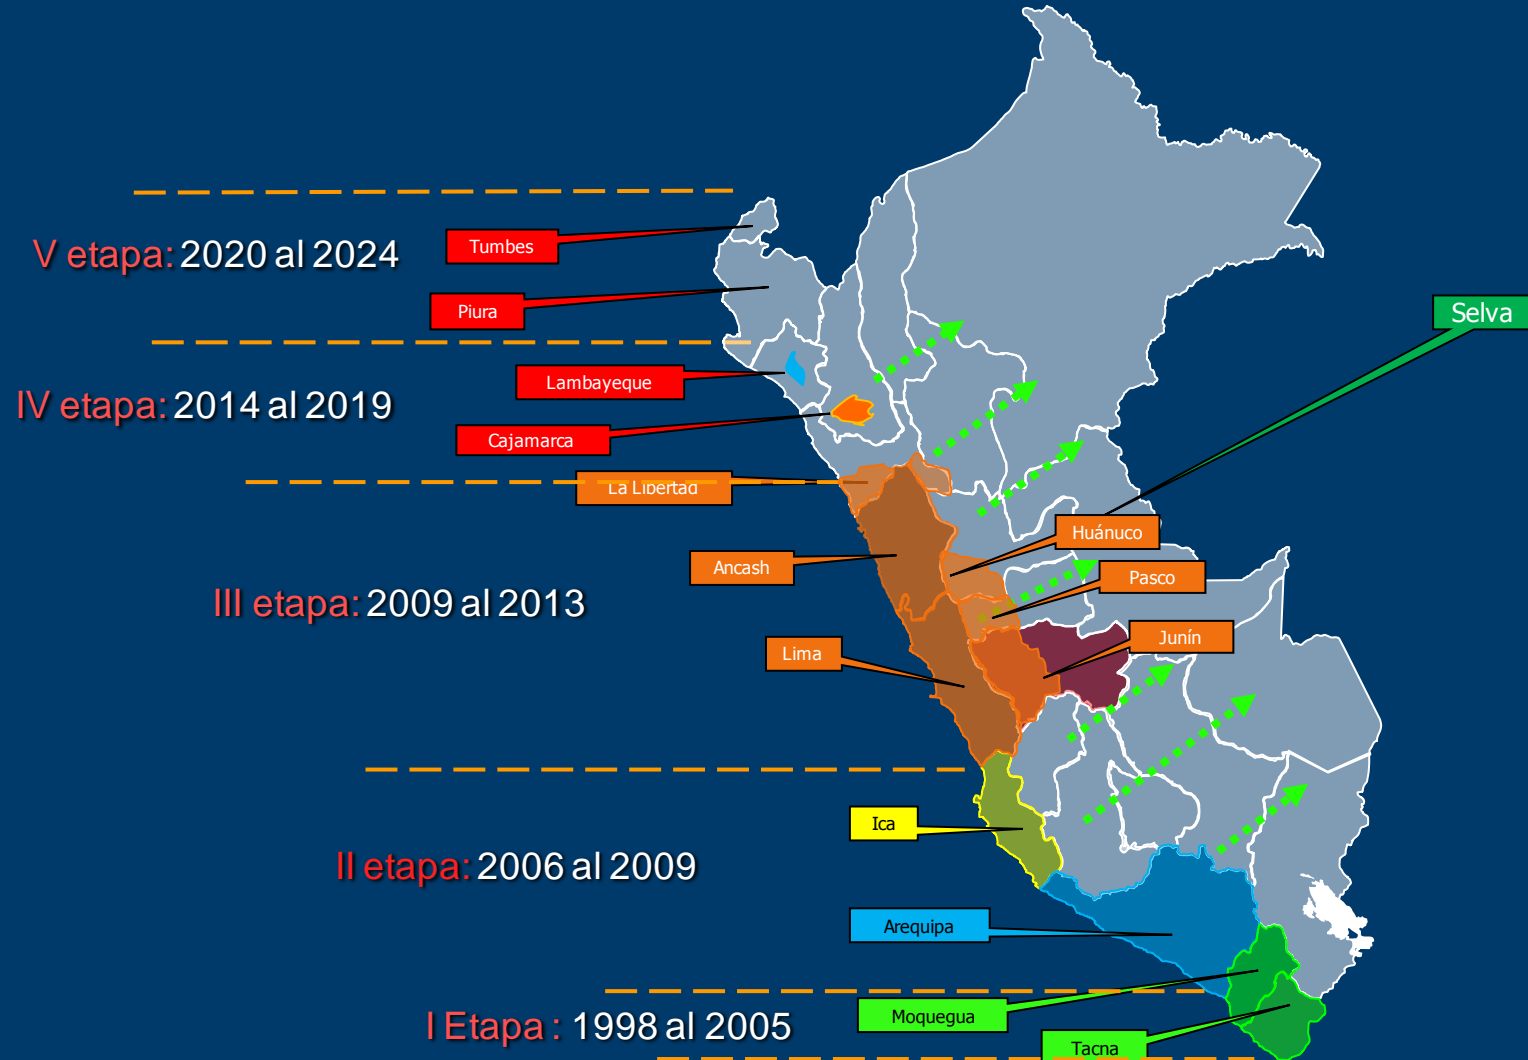 V etapa: 2020 al 2024
Tumbes
Piura
Selva
IV etapa: 2014 al 2019
Lambayeque
Cajamarca
La Libertad
III etapa: 2009 al 2013
Ancash
Lima
Huánuco
Pasco
Junín
II etapa: 2006 al 2009
Ica
Arequipa
I Etapa : 1998 al 2005
Moquegua
Tacna